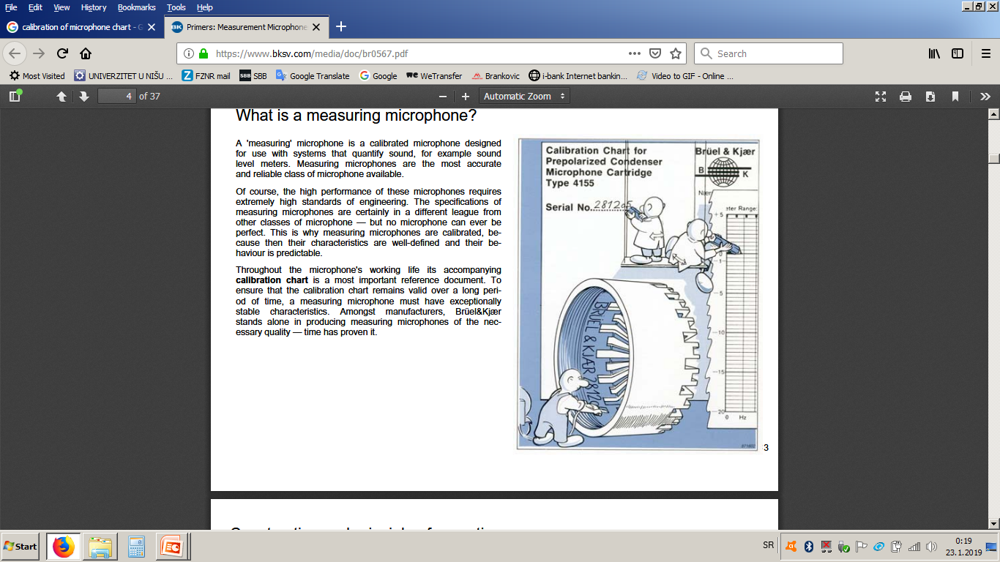 File Edit View History Bookmarks Tools Help
calibration of microphone chart - G
Primers: Measurement Microphone
https://www.bksv.com/media/doc/br0567.pdf
Search
Most Visited
UNIVERZITET U NIŠU ...
FZNR mail
SBB SBB
Google Translate
Google
WeTransfer
Brankovic
i-bank Internet bankin...
Video to GIF - Online ...
4 of 37
Automatic Zoom
What is a measuring microphone?
A 'measuring' microphone is a calibrated microphone designed
for use with systems that quantify sound, for example sound
level meters. Measuring microphones are the most accurate
and reliable class of microphone available.
Of course, the high performance of these microphones requires
extremely high standards of engineering. The specifications of
measuring microphones are certainly in a different league from
other classes of microphone — but no microphone can ever be
perfect. This is why measuring microphones are calibrated, be-
cause then their characteristics are well-defined and their be-
haviour is predictable.
Throughout the microphone's working life its accompanying
calibration chart is a most important reference document. To
ensure that the calibration chart remains valid over a long peri-
od of time, a measuring microphone must have exceptionally
stable characteristics. Amongst manufacturers, Brüel&Kjær
stands alone in producing measuring microphones of the nec-
essary quality — time has proven it.
Calibration Chart for
Prepolarized Condenser
Microphone Cartridge
Type 4155
Serial No.
Brüel & Kjær
B K
Nær
ter Range:
+5
0
-1
-5
-10
-15
-20
0 Hz
BRÜEL & KJÆR 2812
3
Start
SR
0:19
23.1.2019